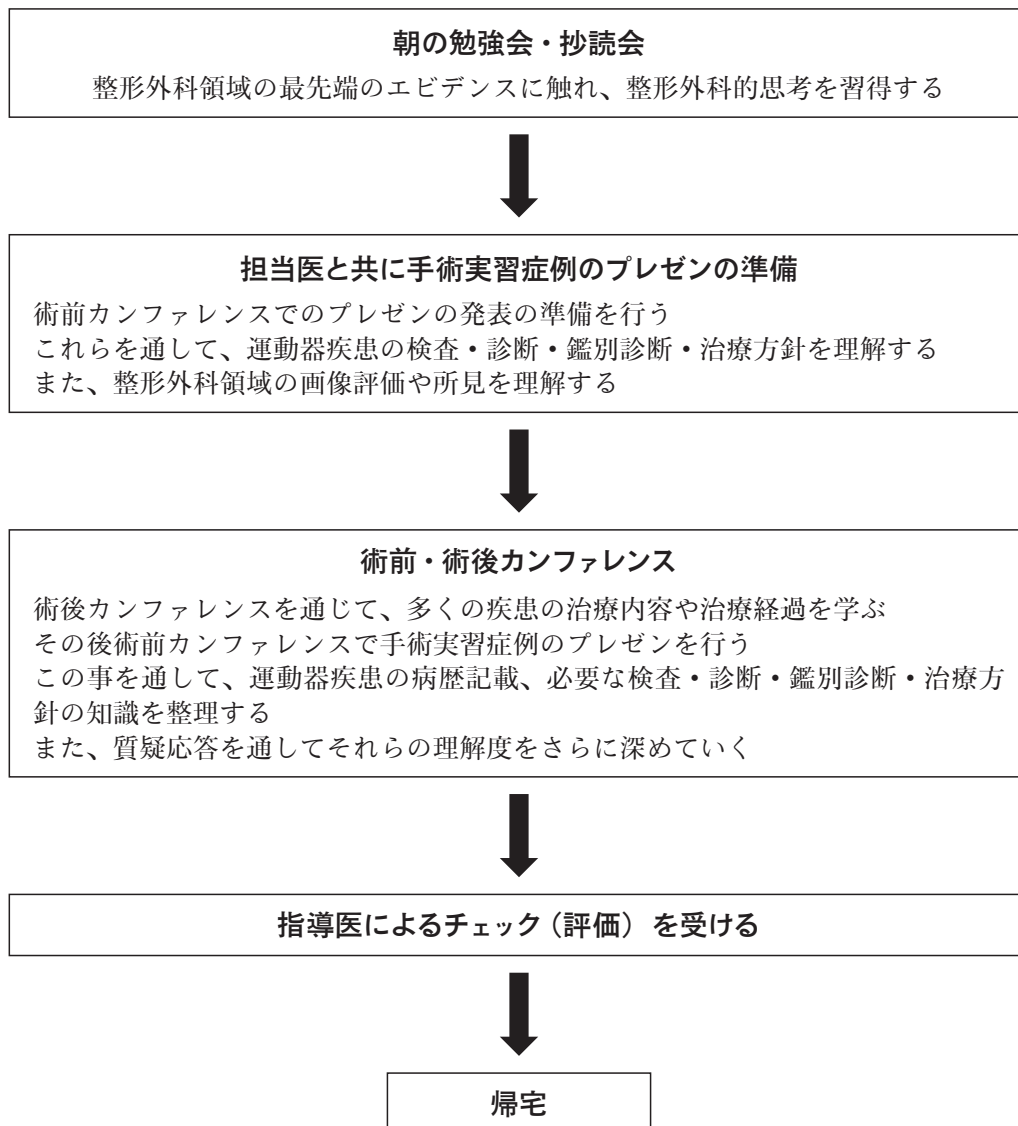 朝の勉強会・抄読会
整形外科領域の最先端のエビデンスに触れ、整形外科的思考を習得する
担当医と共に手術実習症例のプレゼンの準備
術前カンファレンスでのプレゼンの発表の準備を行う
これらを通して、運動器疾患の検査・診断・鑑別診断・治療方針を理解する
また、整形外科領域の画像評価や所見を理解する
術前・術後カンファレンス
術後カンファレンスを通じて、多くの疾患の治療内容や治療経過を学ぶ
その後術前カンファレンスで手術実習症例のプレゼンを行う
この事を通して、運動器疾患の病歴記載、必要な検査・診断・鑑別診断・治療方
針の知識を整理する
また、質疑応答を通してそれらの理解度をさらに深めていく
指導医によるチェック（評価）を受ける
帰宅